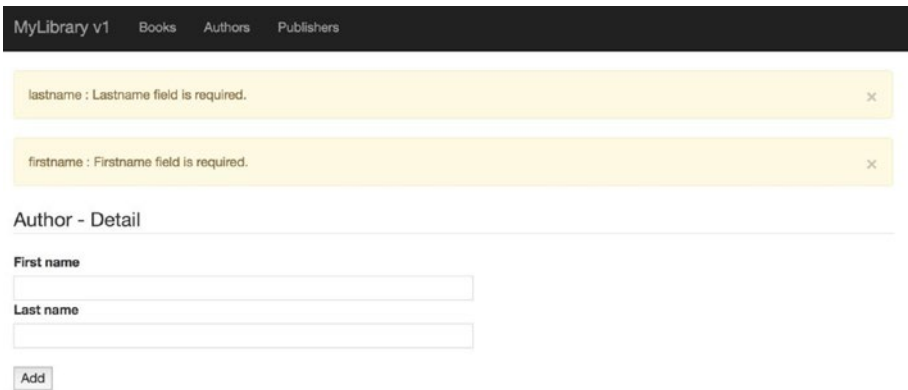 MyLibrary v1 Books Authors Publishers
lastname : Lastname field is required. ×
firstname : Firstname field is required. ×
Author - Detail
First name
Last name
Add